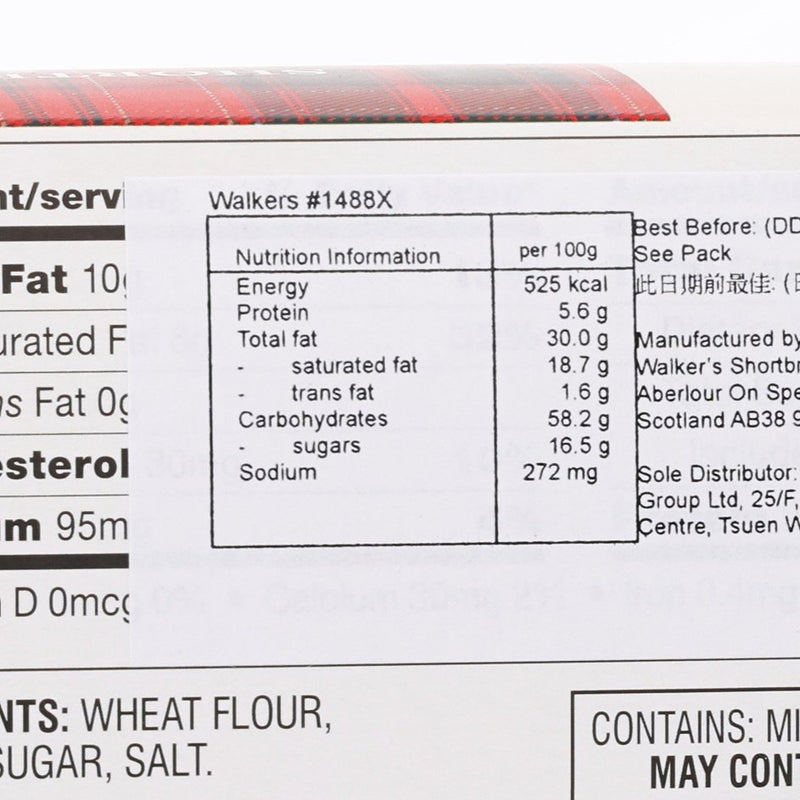 nt/servi
Fat 10g
urated F
ns Fat 0g
esterol
um 95m
n D 0mcg
Walkers #1488X
Nutrition Information per 100g
Energy 525 kcal
Protein 5.6 g
Total fat 30.0 g
- saturated fat 18.7 g
- trans fat 1.6 g
Carbohydrates 58.2 g
- sugars 16.5 g
Sodium 272 mg
Best Before: (DD
See Pack
此日期前最佳: (日
Manufactured by
Walker's Shortbr
Aberlour On Spe
Scotland AB38 9
Sole Distributor:
Group Ltd, 25/F,
Centre, Tsuen W
NTS: WHEAT FLOUR,
SUGAR, SALT.
CONTAINS: MI
MAY CONT